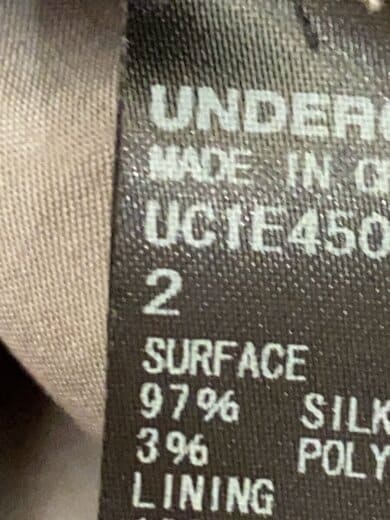 UNDER
MADE IN C
UC1E450
2
SURFACE
97% SILK
3% POLY
LINING